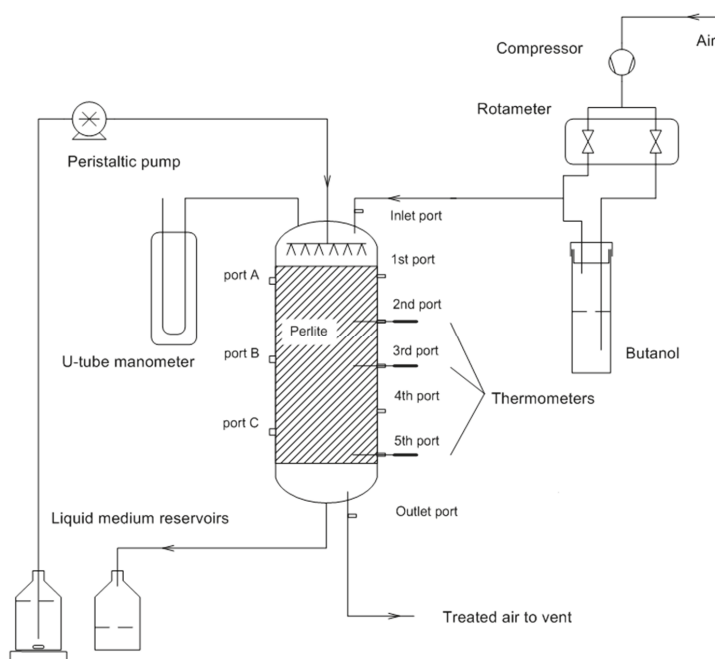 Air
Compressor
Rotameter
Peristaltic pump
Inlet port
1st port
port A
2nd port
Perlite
3rd port
port B
U-tube manometer
Butanol
4th port
Thermometers
port C
5th port
Outlet port
Liquid medium reservoirs
Treated air to vent